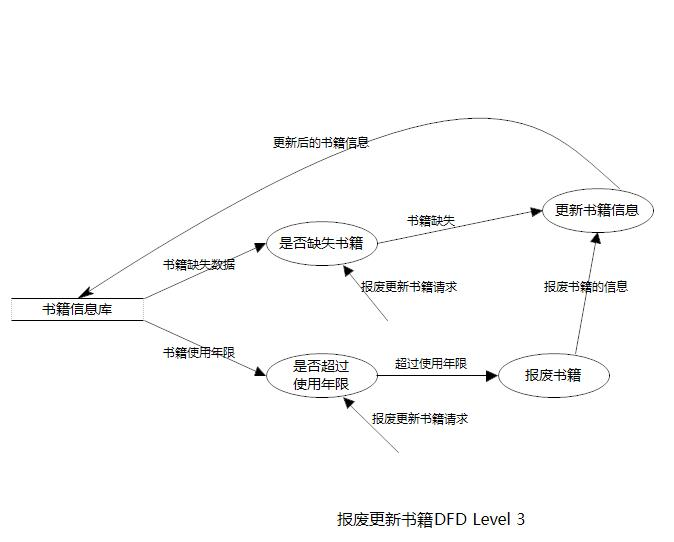 更新后的书籍信息
更新书籍信息
书籍缺失
是否缺失书籍
书籍缺失数据
报废更新书籍请求
报废书籍的信息
书籍信息库
书籍使用年限
是否超过
使用年限
超过使用年限
报废书籍
报废更新书籍请求
报废更新书籍DFD Level 3